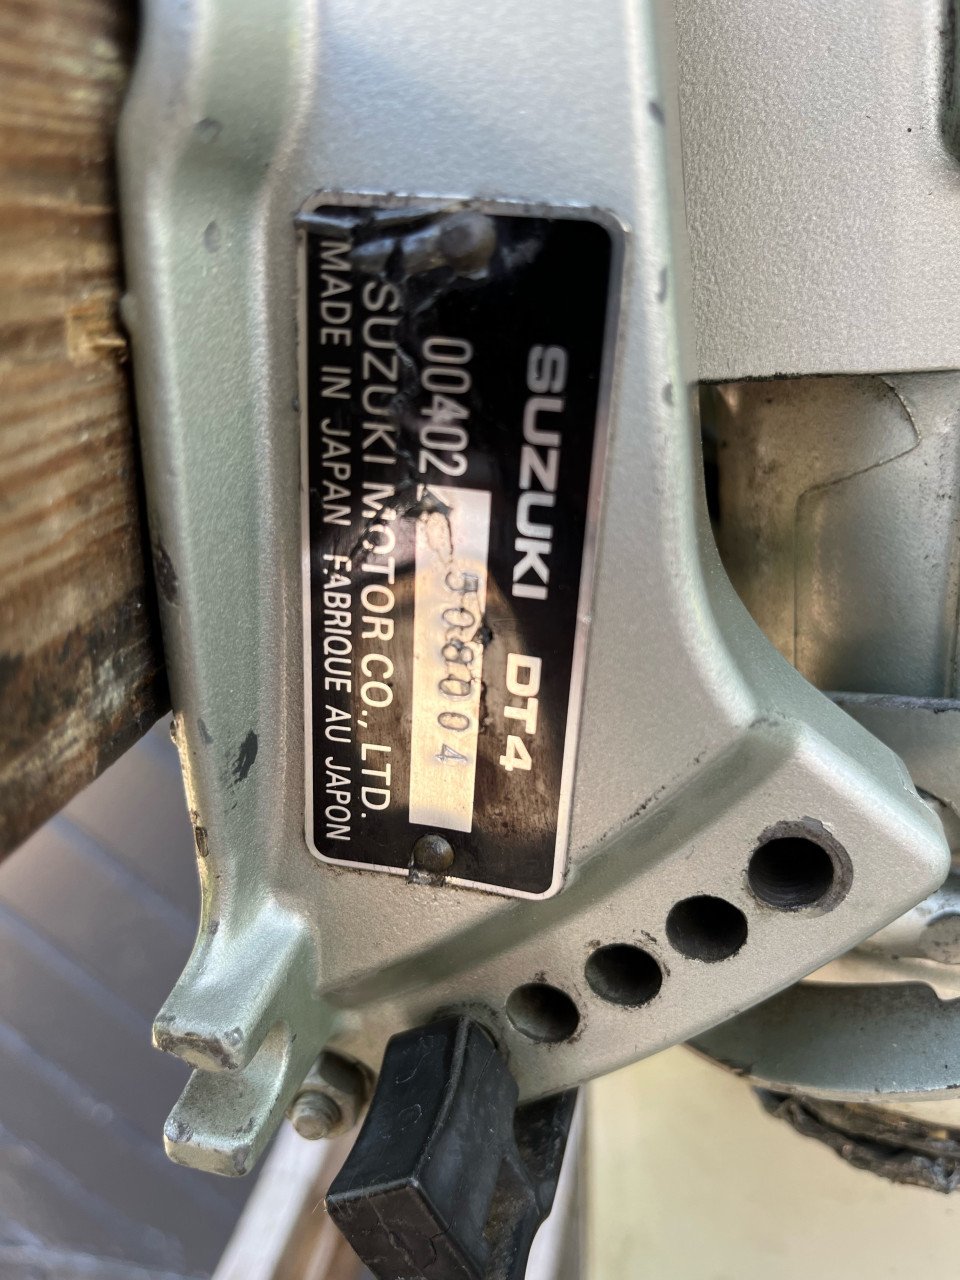 SUZUKI DT4
00402 508004
SUZUKI MOTOR CO., LTD.
MADE IN JAPAN FABRIQUE AU JAPON